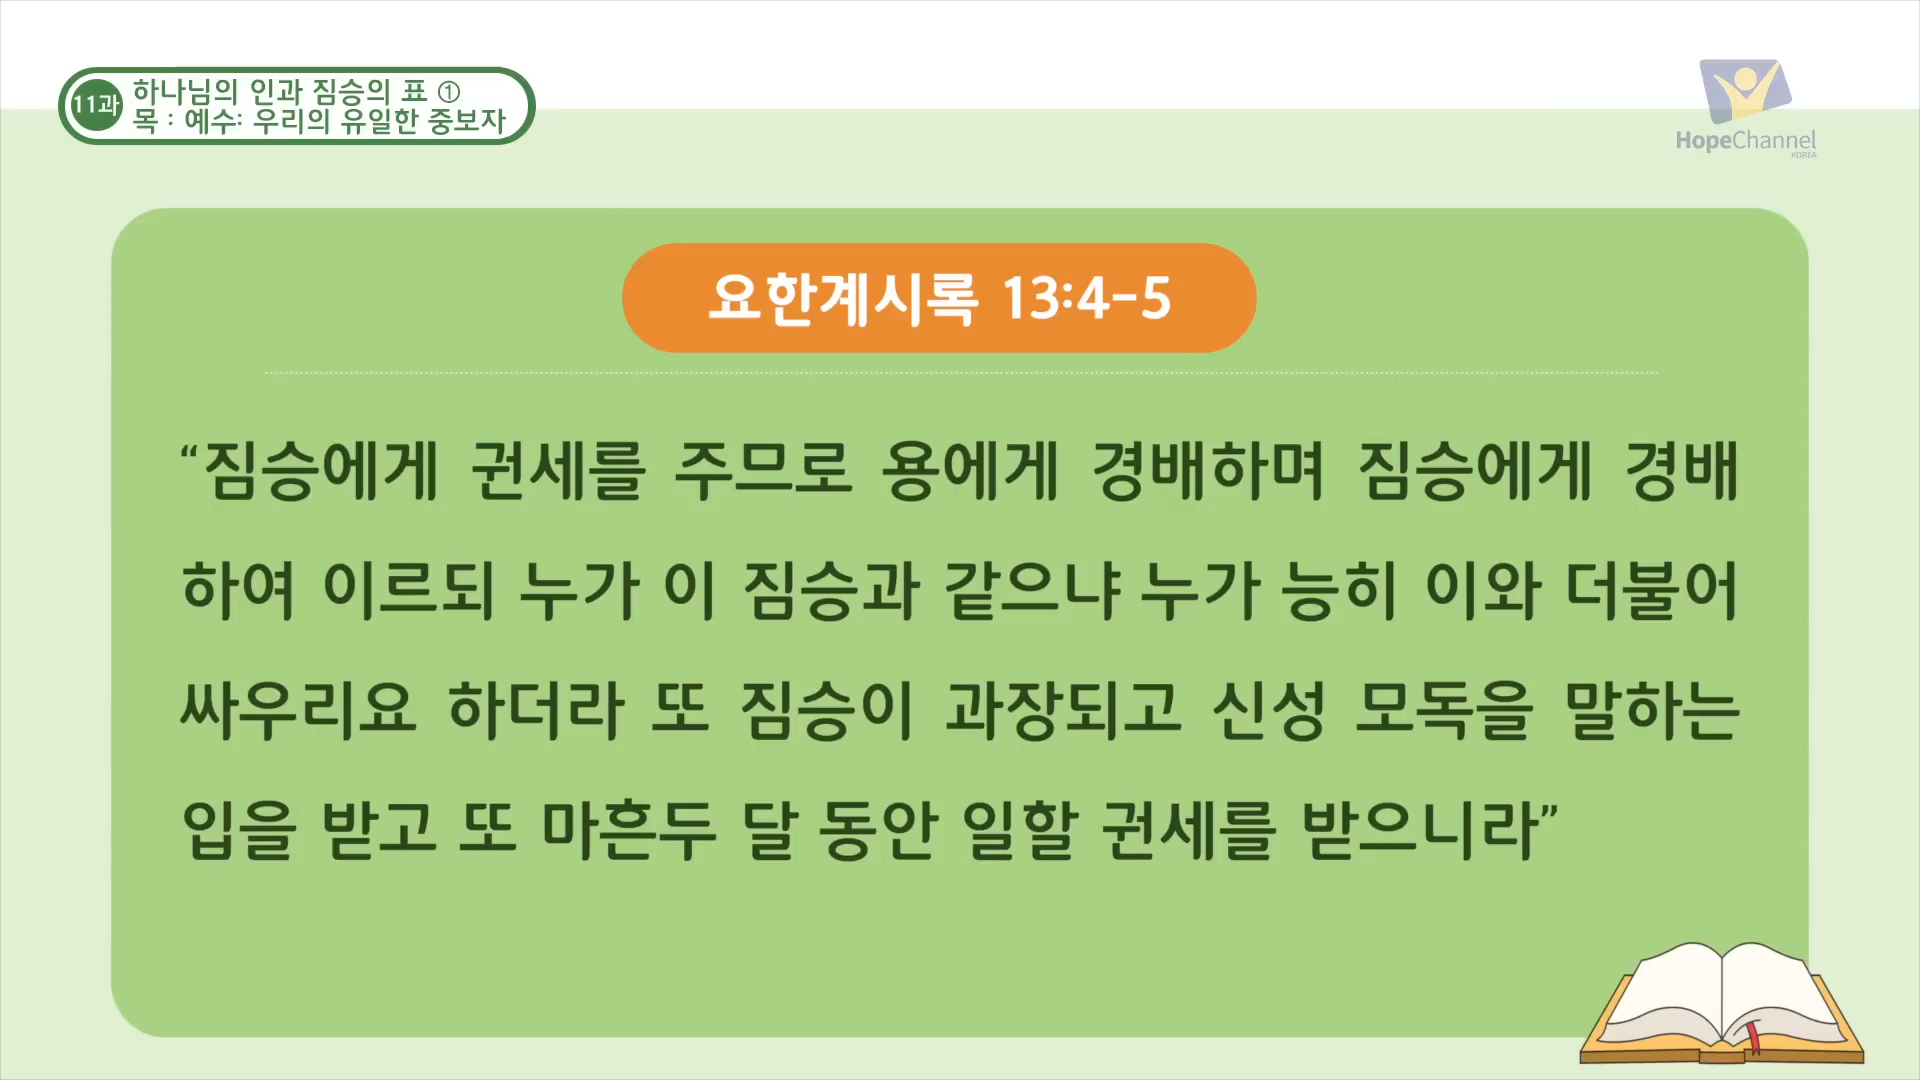 11과
하나님의 인과 짐승의 표 ①
목 : 예수: 우리의 유일한 중보자
HopeChannel
KOREA
요한계시록 13:4-5
“짐승에게 권세를 주므로 용에게 경배하며 짐승에게 경배
하여 이르되 누가 이 짐승과 같으냐 누가 능히 이와 더불어
싸우리요 하더라 또 짐승이 과장되고 신성 모독을 말하는
입을 받고 또 마흔두 달 동안 일할 권세를 받으니라”